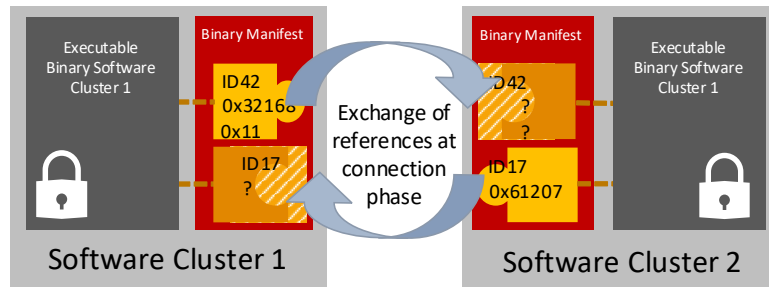 Executable
Binary Software
Cluster 1
Binary Manifest
ID42
0x32168
0x11
ID17
?
Software Cluster 1
Exchange of
references at
connection
phase
Binary Manifest
ID42
?
?
ID17
0x61207
Executable
Binary Software
Cluster 1
Software Cluster 2